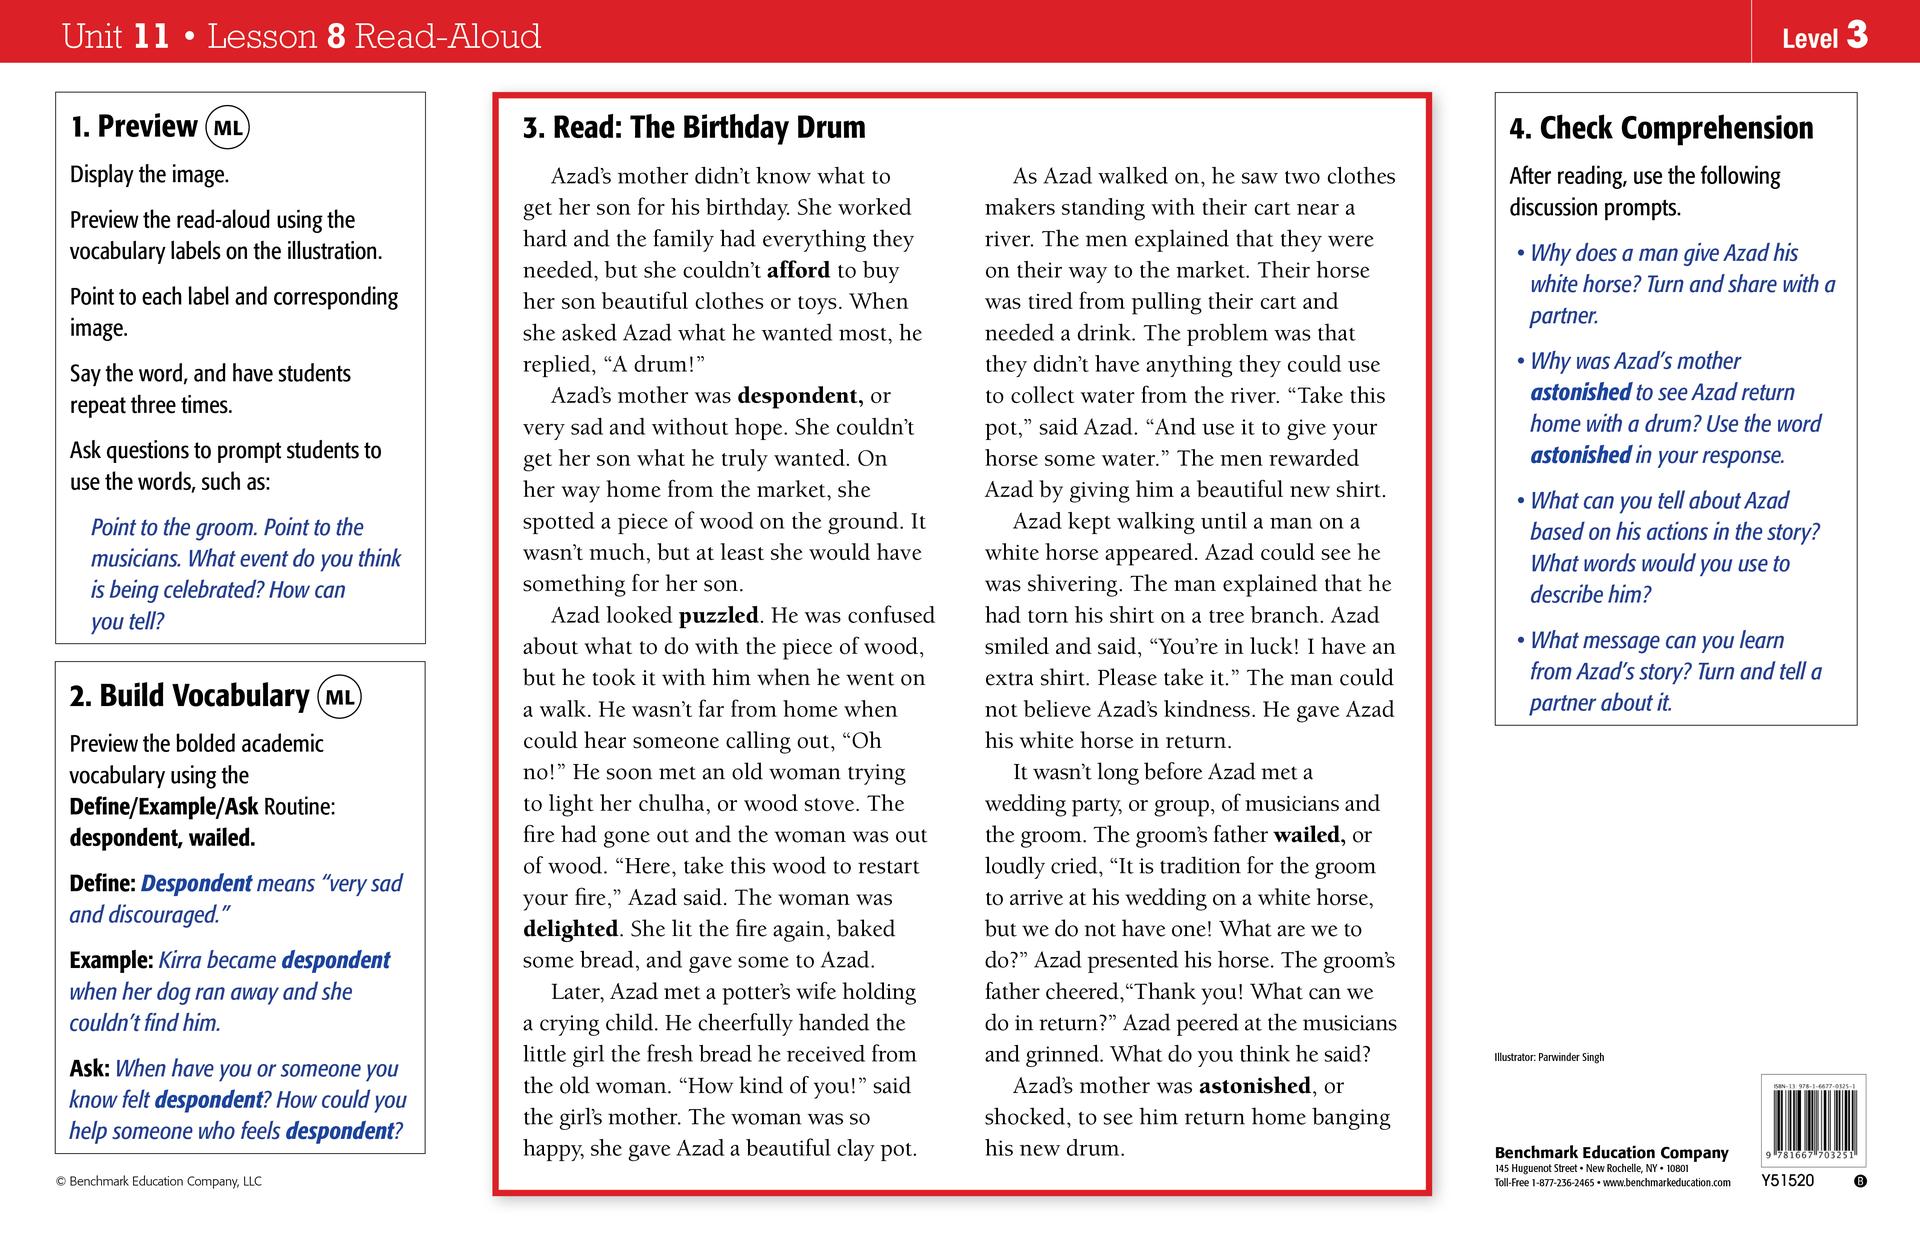 Unit 11 • Lesson 8 Read-Aloud
Level 3
1. Preview ML
Display the image.
Preview the read-aloud using the
vocabulary labels on the illustration.
Point to each label and corresponding
image.
Say the word, and have students
repeat three times.
Ask questions to prompt students to
use the words, such as:
Point to the groom. Point to the
musicians. What event do you think
is being celebrated? How can
you tell?
2. Build Vocabulary ML
Preview the bolded academic
vocabulary using the
Define/Example/Ask Routine:
despondent, wailed.
Define: Despondent means “very sad
and discouraged.”
Example: Kirra became despondent
when her dog ran away and she
couldn’t find him.
Ask: When have you or someone you
know felt despondent? How could you
help someone who feels despondent?
© Benchmark Education Company, LLC
3. Read: The Birthday Drum
Azad’s mother didn’t know what to
get her son for his birthday. She worked
hard and the family had everything they
needed, but she couldn’t afford to buy
her son beautiful clothes or toys. When
she asked Azad what he wanted most, he
replied, “A drum!”
Azad’s mother was despondent, or
very sad and without hope. She couldn’t
get her son what he truly wanted. On
her way home from the market, she
spotted a piece of wood on the ground. It
wasn’t much, but at least she would have
something for her son.
Azad looked puzzled. He was confused
about what to do with the piece of wood,
but he took it with him when he went on
a walk. He wasn’t far from home when
could hear someone calling out, “Oh
no!” He soon met an old woman trying
to light her chulha, or wood stove. The
fire had gone out and the woman was out
of wood. “Here, take this wood to restart
your fire,” Azad said. The woman was
delighted. She lit the fire again, baked
some bread, and gave some to Azad.
Later, Azad met a potter’s wife holding
a crying child. He cheerfully handed the
little girl the fresh bread he received from
the old woman. “How kind of you!” said
the girl’s mother. The woman was so
happy, she gave Azad a beautiful clay pot.
As Azad walked on, he saw two clothes
makers standing with their cart near a
river. The men explained that they were
on their way to the market. Their horse
was tired from pulling their cart and
needed a drink. The problem was that
they didn’t have anything they could use
to collect water from the river. “Take this
pot,” said Azad. “And use it to give your
horse some water.” The men rewarded
Azad by giving him a beautiful new shirt.
Azad kept walking until a man on a
white horse appeared. Azad could see he
was shivering. The man explained that he
had torn his shirt on a tree branch. Azad
smiled and said, “You’re in luck! I have an
extra shirt. Please take it.” The man could
not believe Azad’s kindness. He gave Azad
his white horse in return.
It wasn’t long before Azad met a
wedding party, or group, of musicians and
the groom. The groom’s father wailed, or
loudly cried, “It is tradition for the groom
to arrive at his wedding on a white horse,
but we do not have one! What are we to
do?” Azad presented his horse. The groom’s
father cheered,“Thank you! What can we
do in return?” Azad peered at the musicians
and grinned. What do you think he said?
Azad’s mother was astonished, or
shocked, to see him return home banging
his new drum.
4. Check Comprehension
After reading, use the following
discussion prompts.
• Why does a man give Azad his
white horse? Turn and share with a
partner.
• Why was Azad’s mother
astonished to see Azad return
home with a drum? Use the word
astonished in your response.
• What can you tell about Azad
based on his actions in the story?
What words would you use to
describe him?
• What message can you learn
from Azad’s story? Turn and tell a
partner about it.
Illustrator: Parwinder Singh
Benchmark Education Company
145 Huguenot Street • New Rochelle, NY • 10801
Toll-Free 1-877-236-2465 • www.benchmarkeducation.com
ISBN-13 978-1-6677-0325-1
9 781667 703251
Y51520
B